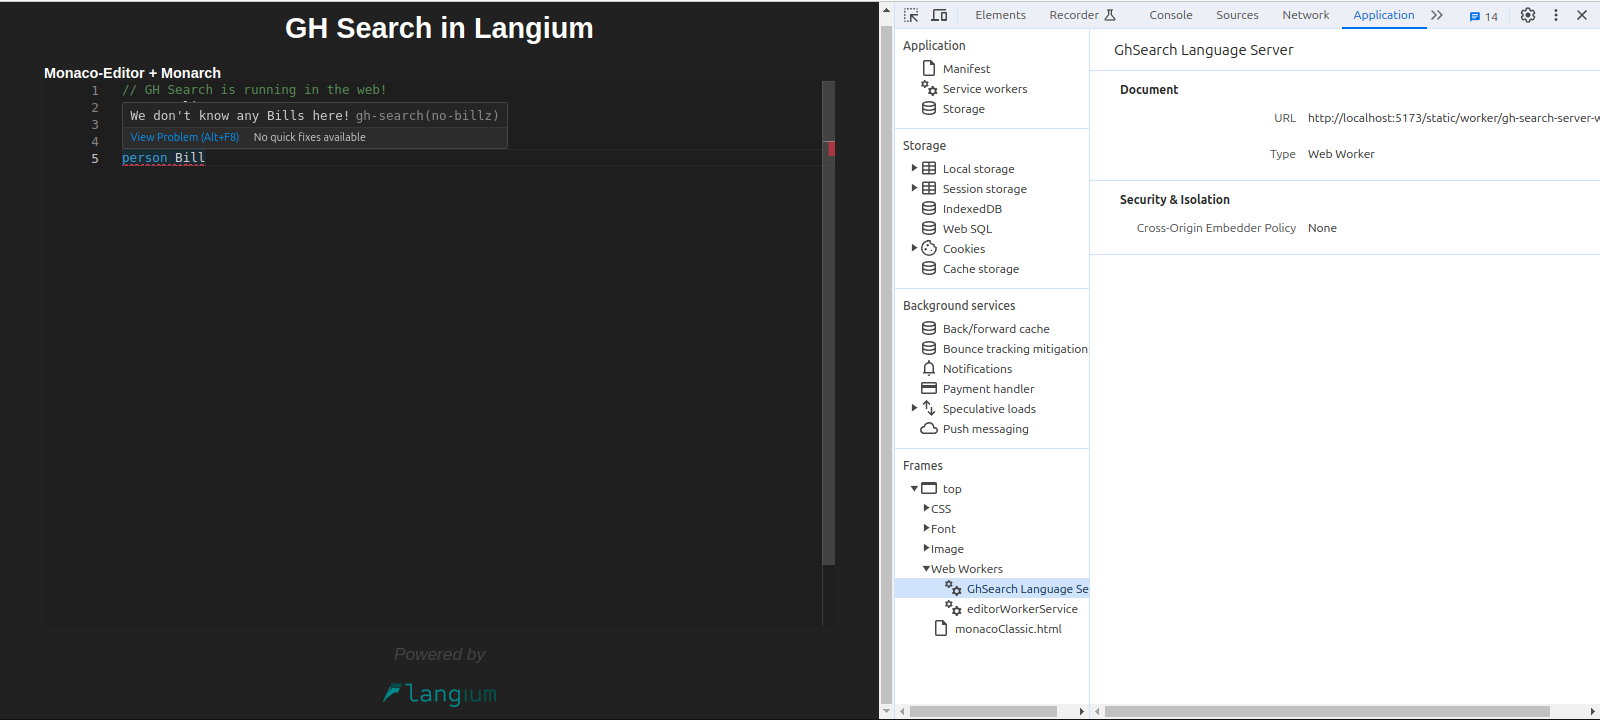 GH Search in Langium
Monaco-Editor + Monarch
1 // GH Search is running in the web!
2
3
4
We don't know any Bills here! gh-search(no-billz)
View Problem (Alt+F8) No quick fixes available
5 person Bill
Powered by
langium
Elements Recorder Console Sources Network Application 14
Application
Manifest
Service workers
Storage
Storage
Local storage
Session storage
IndexedDB
Web SQL
Cookies
Cache storage
Background services
Back/forward cache
Bounce tracking mitigation
Notifications
Payment handler
Speculative loads
Push messaging
Frames
top
CSS
Font
Image
Web Workers
GhSearch Language Se
editorWorkerService
monacoClassic.html
GhSearch Language Server
Document
URL http://localhost:5173/static/worker/gh-search-server-w
Type Web Worker
Security & Isolation
Cross-Origin Embedder Policy None